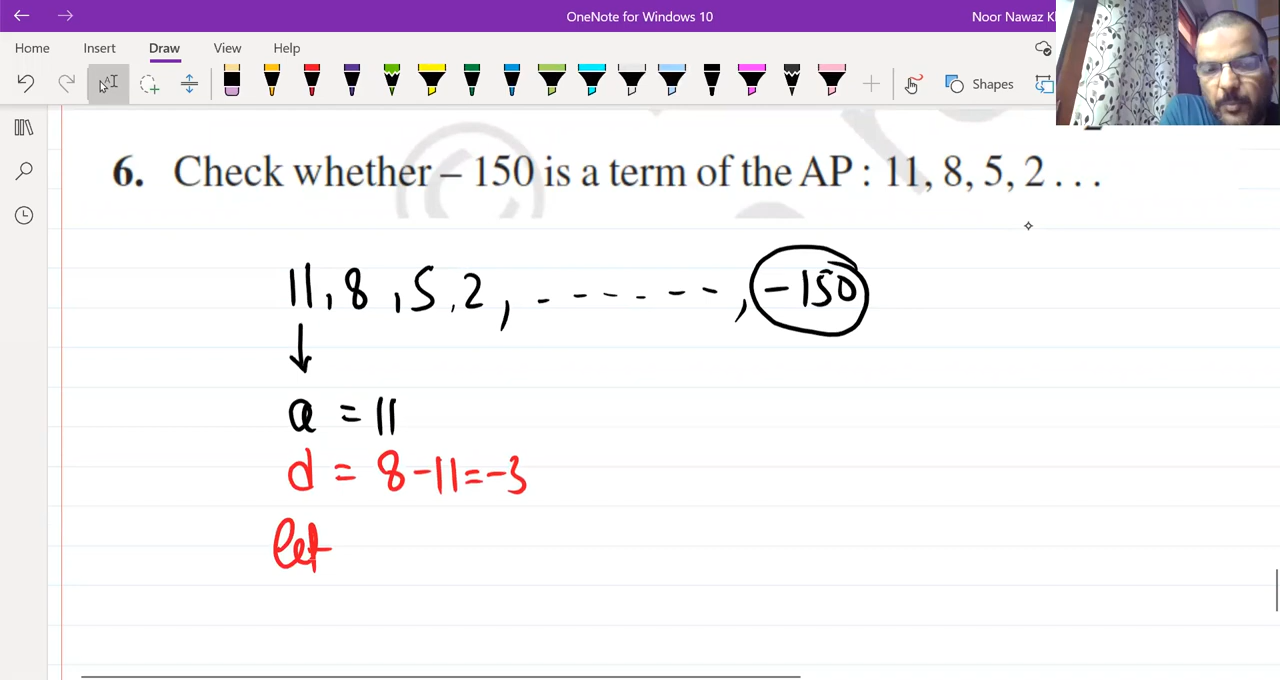 OneNote for Windows 10
Noor Nawaz Kh
Home Insert Draw View Help
Shapes
6. Check whether – 150 is a term of the AP : 11, 8, 5, 2 . . .
11, 8 , 5, 2 , - - - - - - - , -150
a = 11
d = 8 - 11 = -3
let